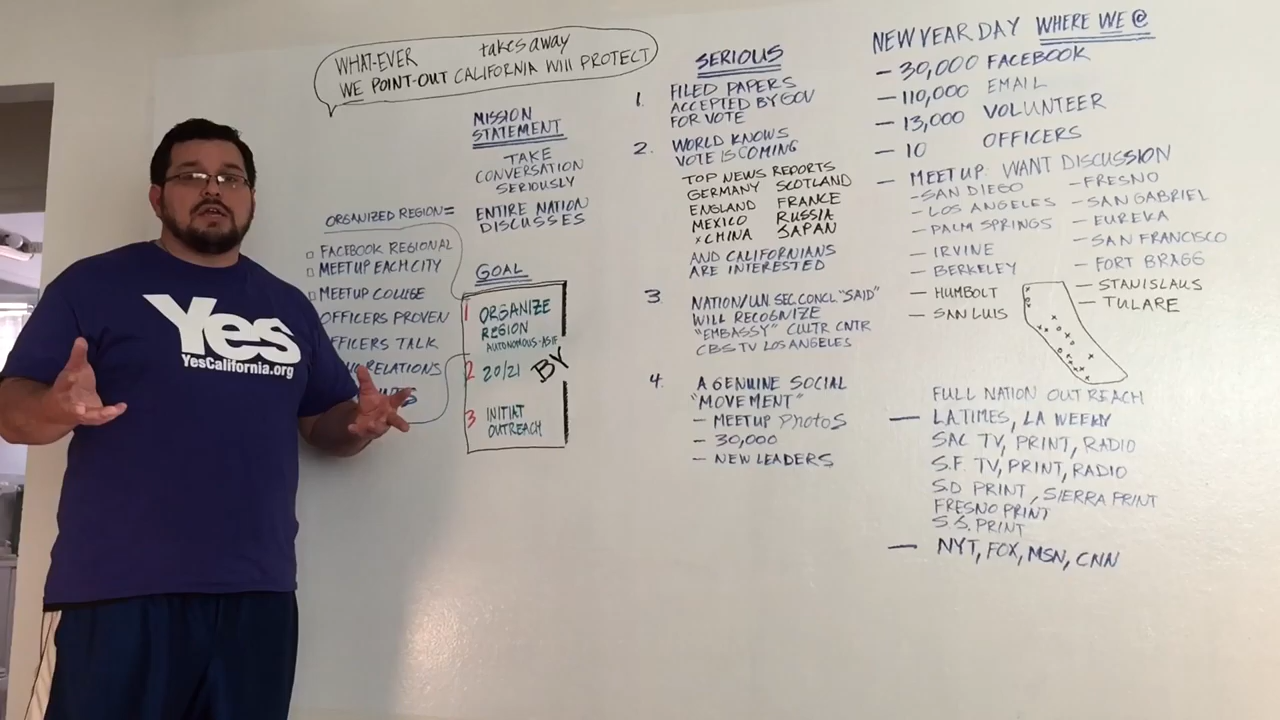 WHAT-EVER takes away
WE POINT-OUT CALIFORNIA WILL PROTECT
MISSION
STATEMENT
TAKE
CONVERSATION
SERIOUSLY
ENTIRE NATION
DISCUSSES
ORGANIZED REGION=
FACEBOOK REGIONAL
MEETUP EACH CITY
MEETUP COLLEGE
OFFICERS PROVEN
OFFICERS TALK
RELATIONS
GOAL
1 ORGANIZE
REGION
AUTONOMOUS-ASIF
2 20/21 BY
3 INITIAT
OUTREACH
Yes
YesCalifornia.org
SERIOUS
1. FILED PAPERS
ACCEPTED BY GOV
FOR VOTE
2. WORLD KNOWS
VOTE IS COMING
TOP NEWS REPORTS
GERMANY SCOTLAND
ENGLAND FRANCE
MEXICO RUSSIA
×CHINA JAPAN
AND CALIFORNIANS
ARE INTERESTED
3 NATION/UN SEC.CONCL "SAID"
WILL RECOGNIZE
"EMBASSY" CULTR CNTR
CBS TV LOS ANGELES
4. A GENUINE SOCIAL
"MOVEMENT"
— MEETUP PhotoS
— 30,000
— NEW LEADERS
NEW YEAR DAY WHERE WE @
— 30,000 FACEBOOK
— 110,000 EMAIL
— 13,000 VOLUNTEER
— 10 OFFICERS
— MEETUP: WANT DISCUSSION
— SAN DIEGO
— LOS ANGELES
— PALM SPRINGS
— IRVINE
— BERKELEY
— HUMBOLT
— SAN LUIS
— FRESNO
— SAN GABRIEL
— EUREKA
— SAN FRANCISCO
— FORT BRAGG
— STANISLAUS
— TULARE
FULL NATION OUTREACH
— LA TIMES, LA WEEKLY
SAC TV, PRINT, RADIO
S.F. TV, PRINT, RADIO
S.D PRINT, SIERRA PRINT
FRESNO PRINT
S.S. PRINT
— NYT, FOX, MSN, CNN